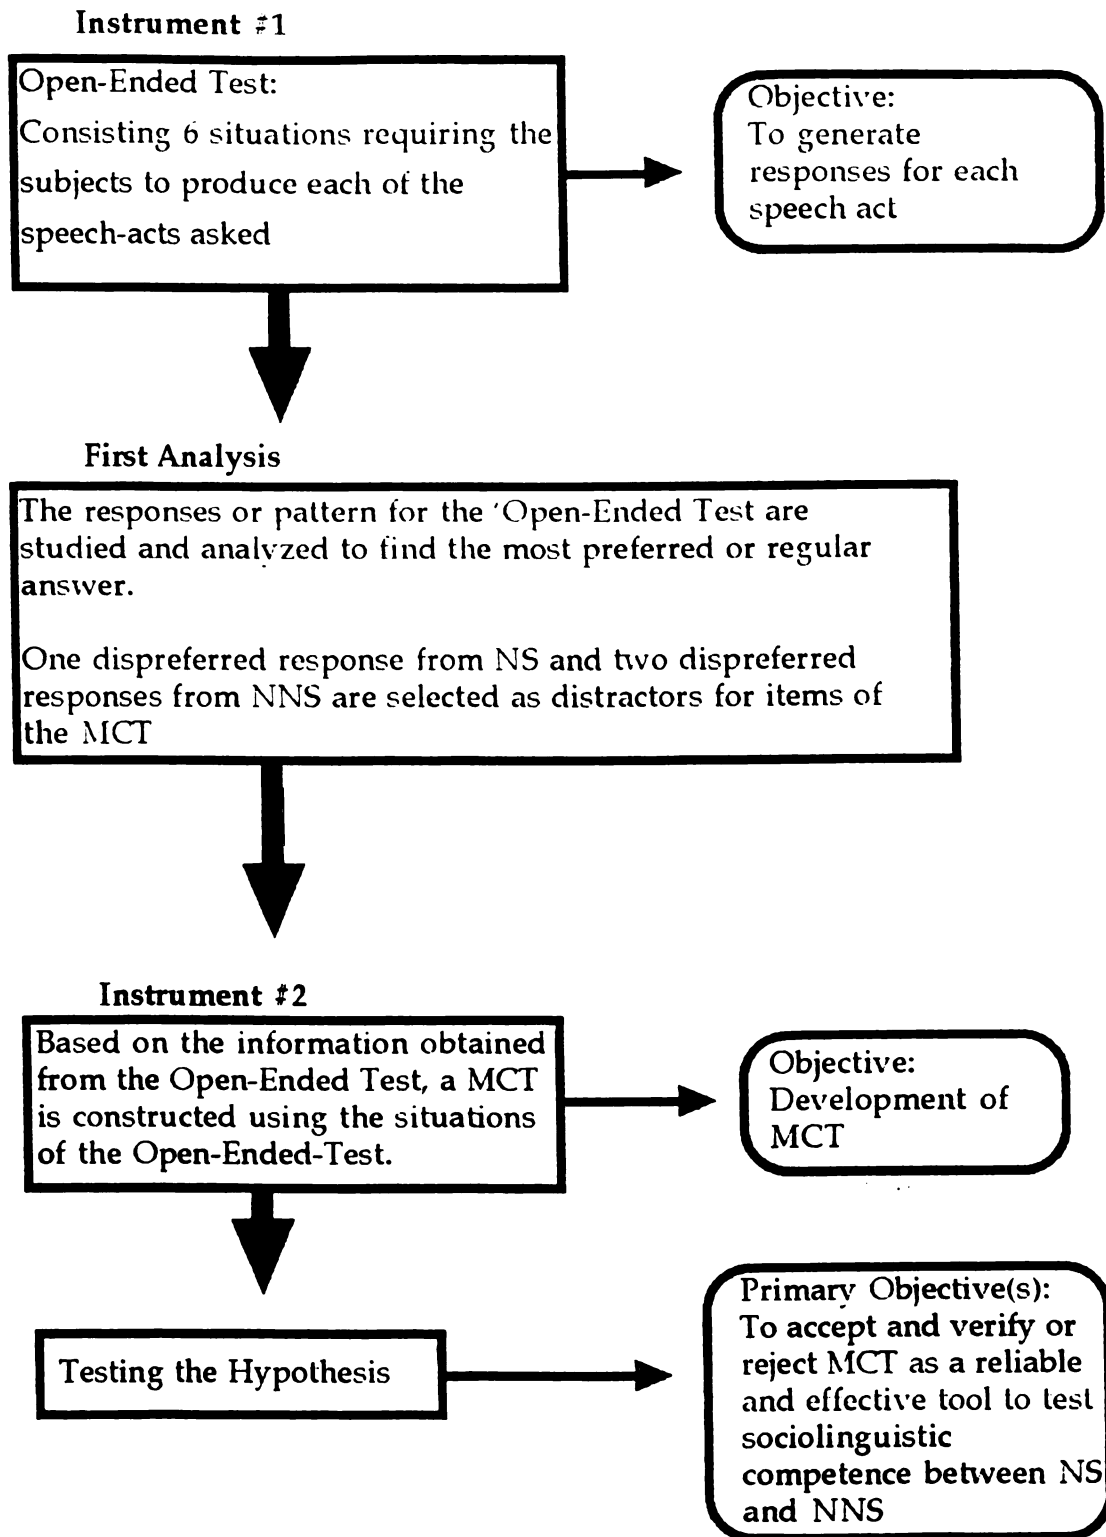 Instrument #1
Open-Ended Test:
Consisting 6 situations requiring the
subjects to produce each of the
speech-acts asked
Objective:
To generate
responses for each
speech act
First Analysis
The responses or pattern for the 'Open-Ended Test are
studied and analyzed to find the most preferred or regular
answer.
One dispreferred response from NS and two dispreferred
responses from NNS are selected as distractors for items of
the MCT
Instrument #2
Based on the information obtained
from the Open-Ended Test, a MCT
is constructed using the situations
of the Open-Ended-Test.
Objective:
Development of
MCT
Testing the Hypothesis
Primary Objective(s):
To accept and verify or
reject MCT as a reliable
and effective tool to test
sociolinguistic
competence between NS
and NNS